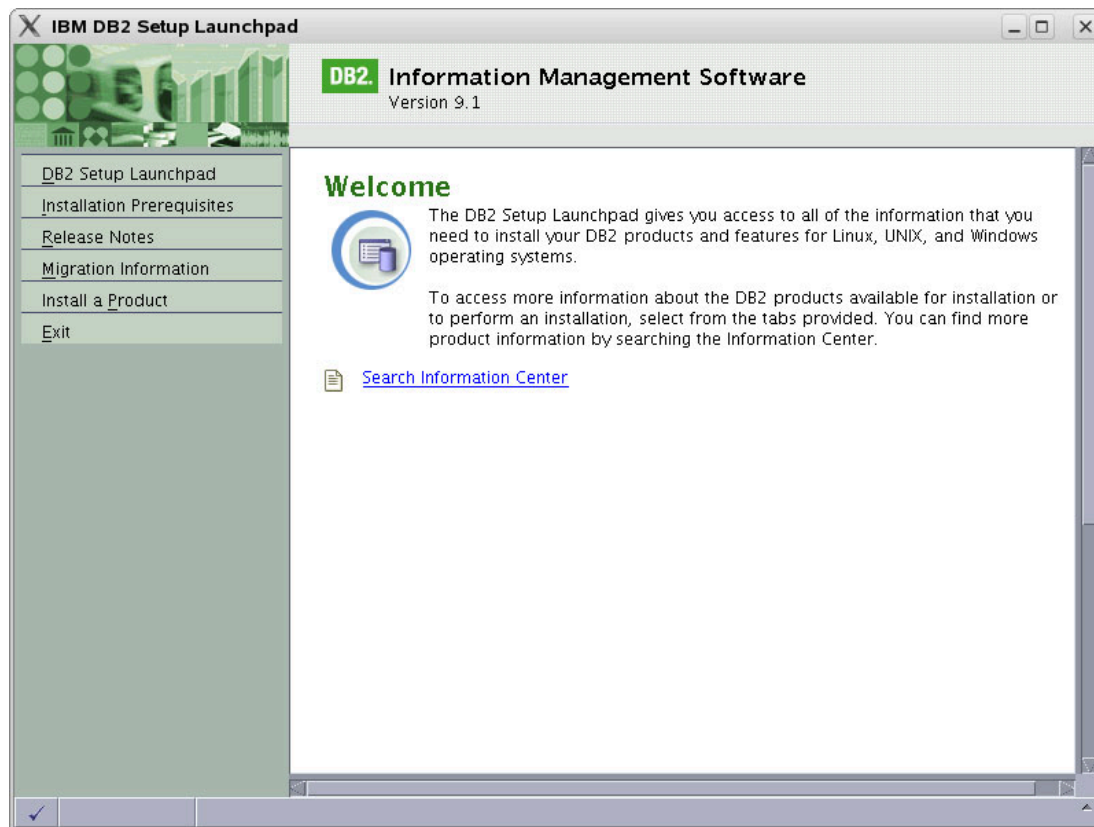 IBM DB2 Setup Launchpad
DB2. Information Management Software
Version 9.1
DB2 Setup Launchpad
Installation Prerequisites
Release Notes
Migration Information
Install a Product
Exit
Welcome
The DB2 Setup Launchpad gives you access to all of the information that you
need to install your DB2 products and features for Linux, UNIX, and Windows
operating systems.
To access more information about the DB2 products available for installation or
to perform an installation, select from the tabs provided. You can find more
product information by searching the Information Center.
Search Information Center